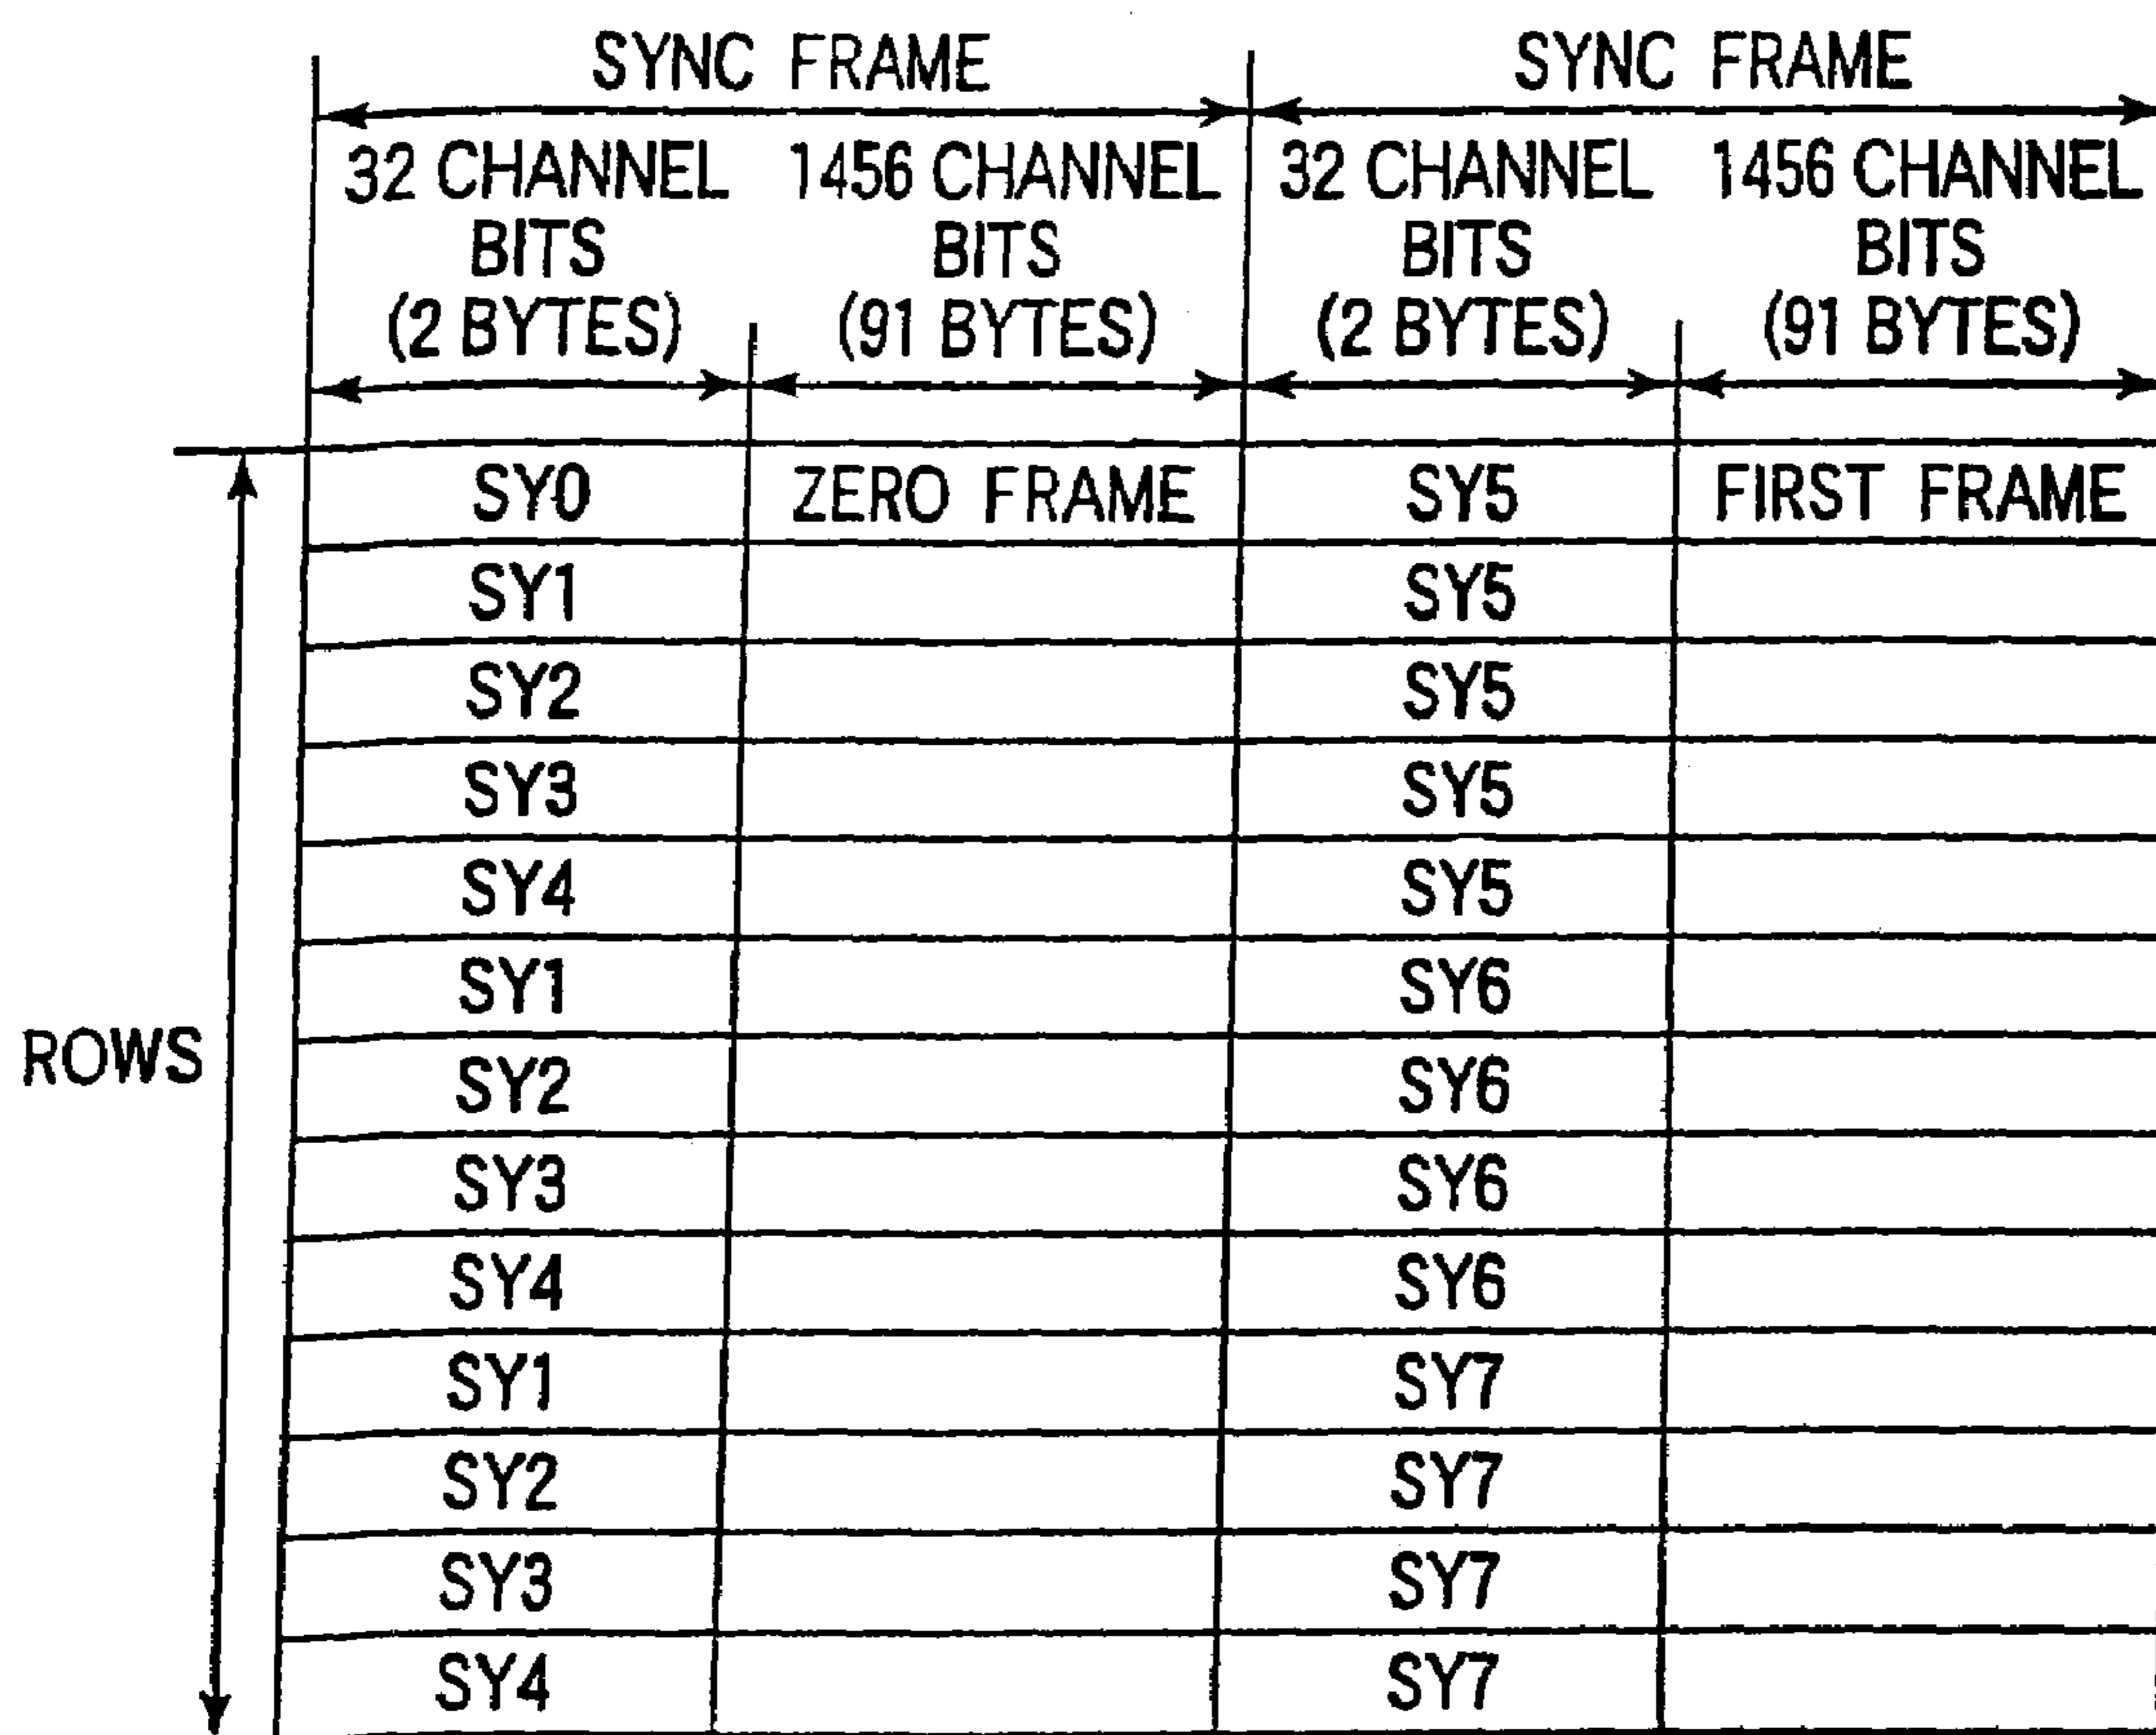 SYNC FRAME SYNC FRAME
32 CHANNEL 1456 CHANNEL 32 CHANNEL 1456 CHANNEL
BITS BITS BITS BITS
(2 BYTES) (91 BYTES) (2 BYTES) (91 BYTES)
SY0 ZERO FRAME SY5 FIRST FRAME
SY1 SY5
SY2 SY5
SY3 SY5
SY4 SY5
SY1 SY6
ROWS
SY2 SY6
SY3 SY6
SY4 SY6
SY1 SY7
SY2 SY7
SY3 SY7
SY4 SY7